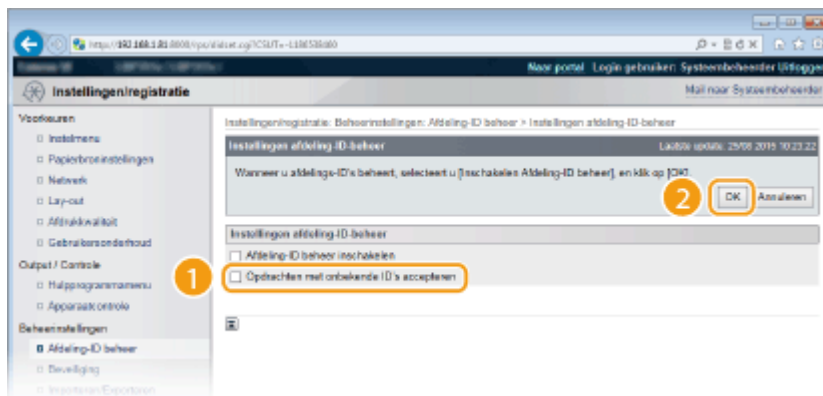 Naar portal Login gebruiker: Systeembeheerder Uitloggen
Instellingen/registratie
Mail naar Systeembeheerder
Voorkeuren
Instelmenu
Papierbroninstellingen
Netwerk
Lay-out
Afdrukkwaliteit
Gebruikersonderhoud
Output / Controle
Hulpprogrammamenu
Apparaatcontrole
Beheerinstellingen
Afdeling-ID beheer
Beveiliging
Importeren/Exporteren
Instellingen/registratie: Beheerinstellingen: Afdeling-ID beheer > Instellingen afdeling-ID-beheer
Instellingen afdeling-ID-beheer
Laatste update: 25/08 2015 10:23:22
Wanneer u afdelings-ID's beheert, selecteert u [Inschakelen Afdeling-ID beheer], en klik op [OK].
2
OK Annuleren
Instellingen afdeling-ID-beheer
Afdeling-ID beheer inschakelen
1
Opdrachten met onbekende ID's accepteren